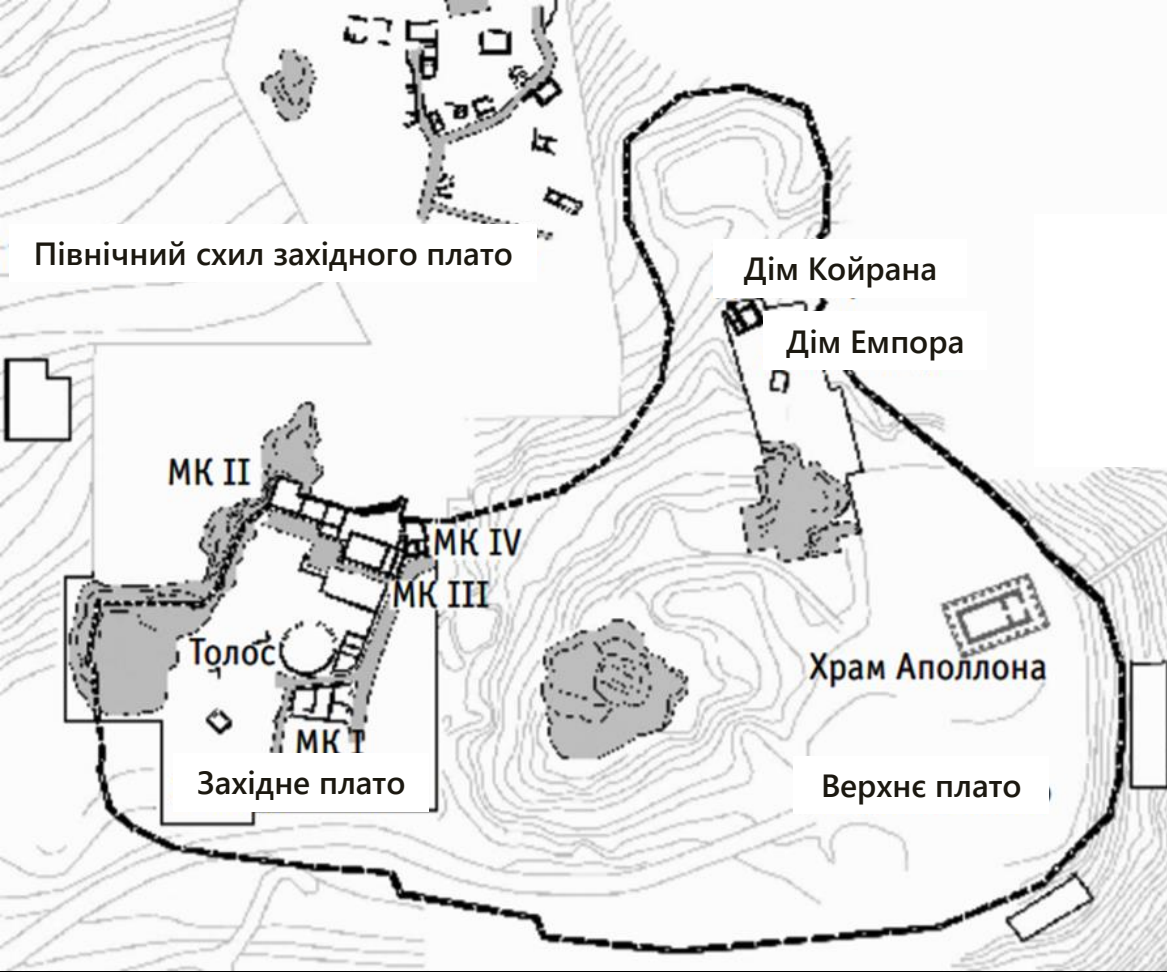 Північний схил західного плато
Дім Койрана
Дім Емпора
МК II
МК IV
МК III
Толос
Храм Аполлона
МК I
Західне плато
Верхнє плато